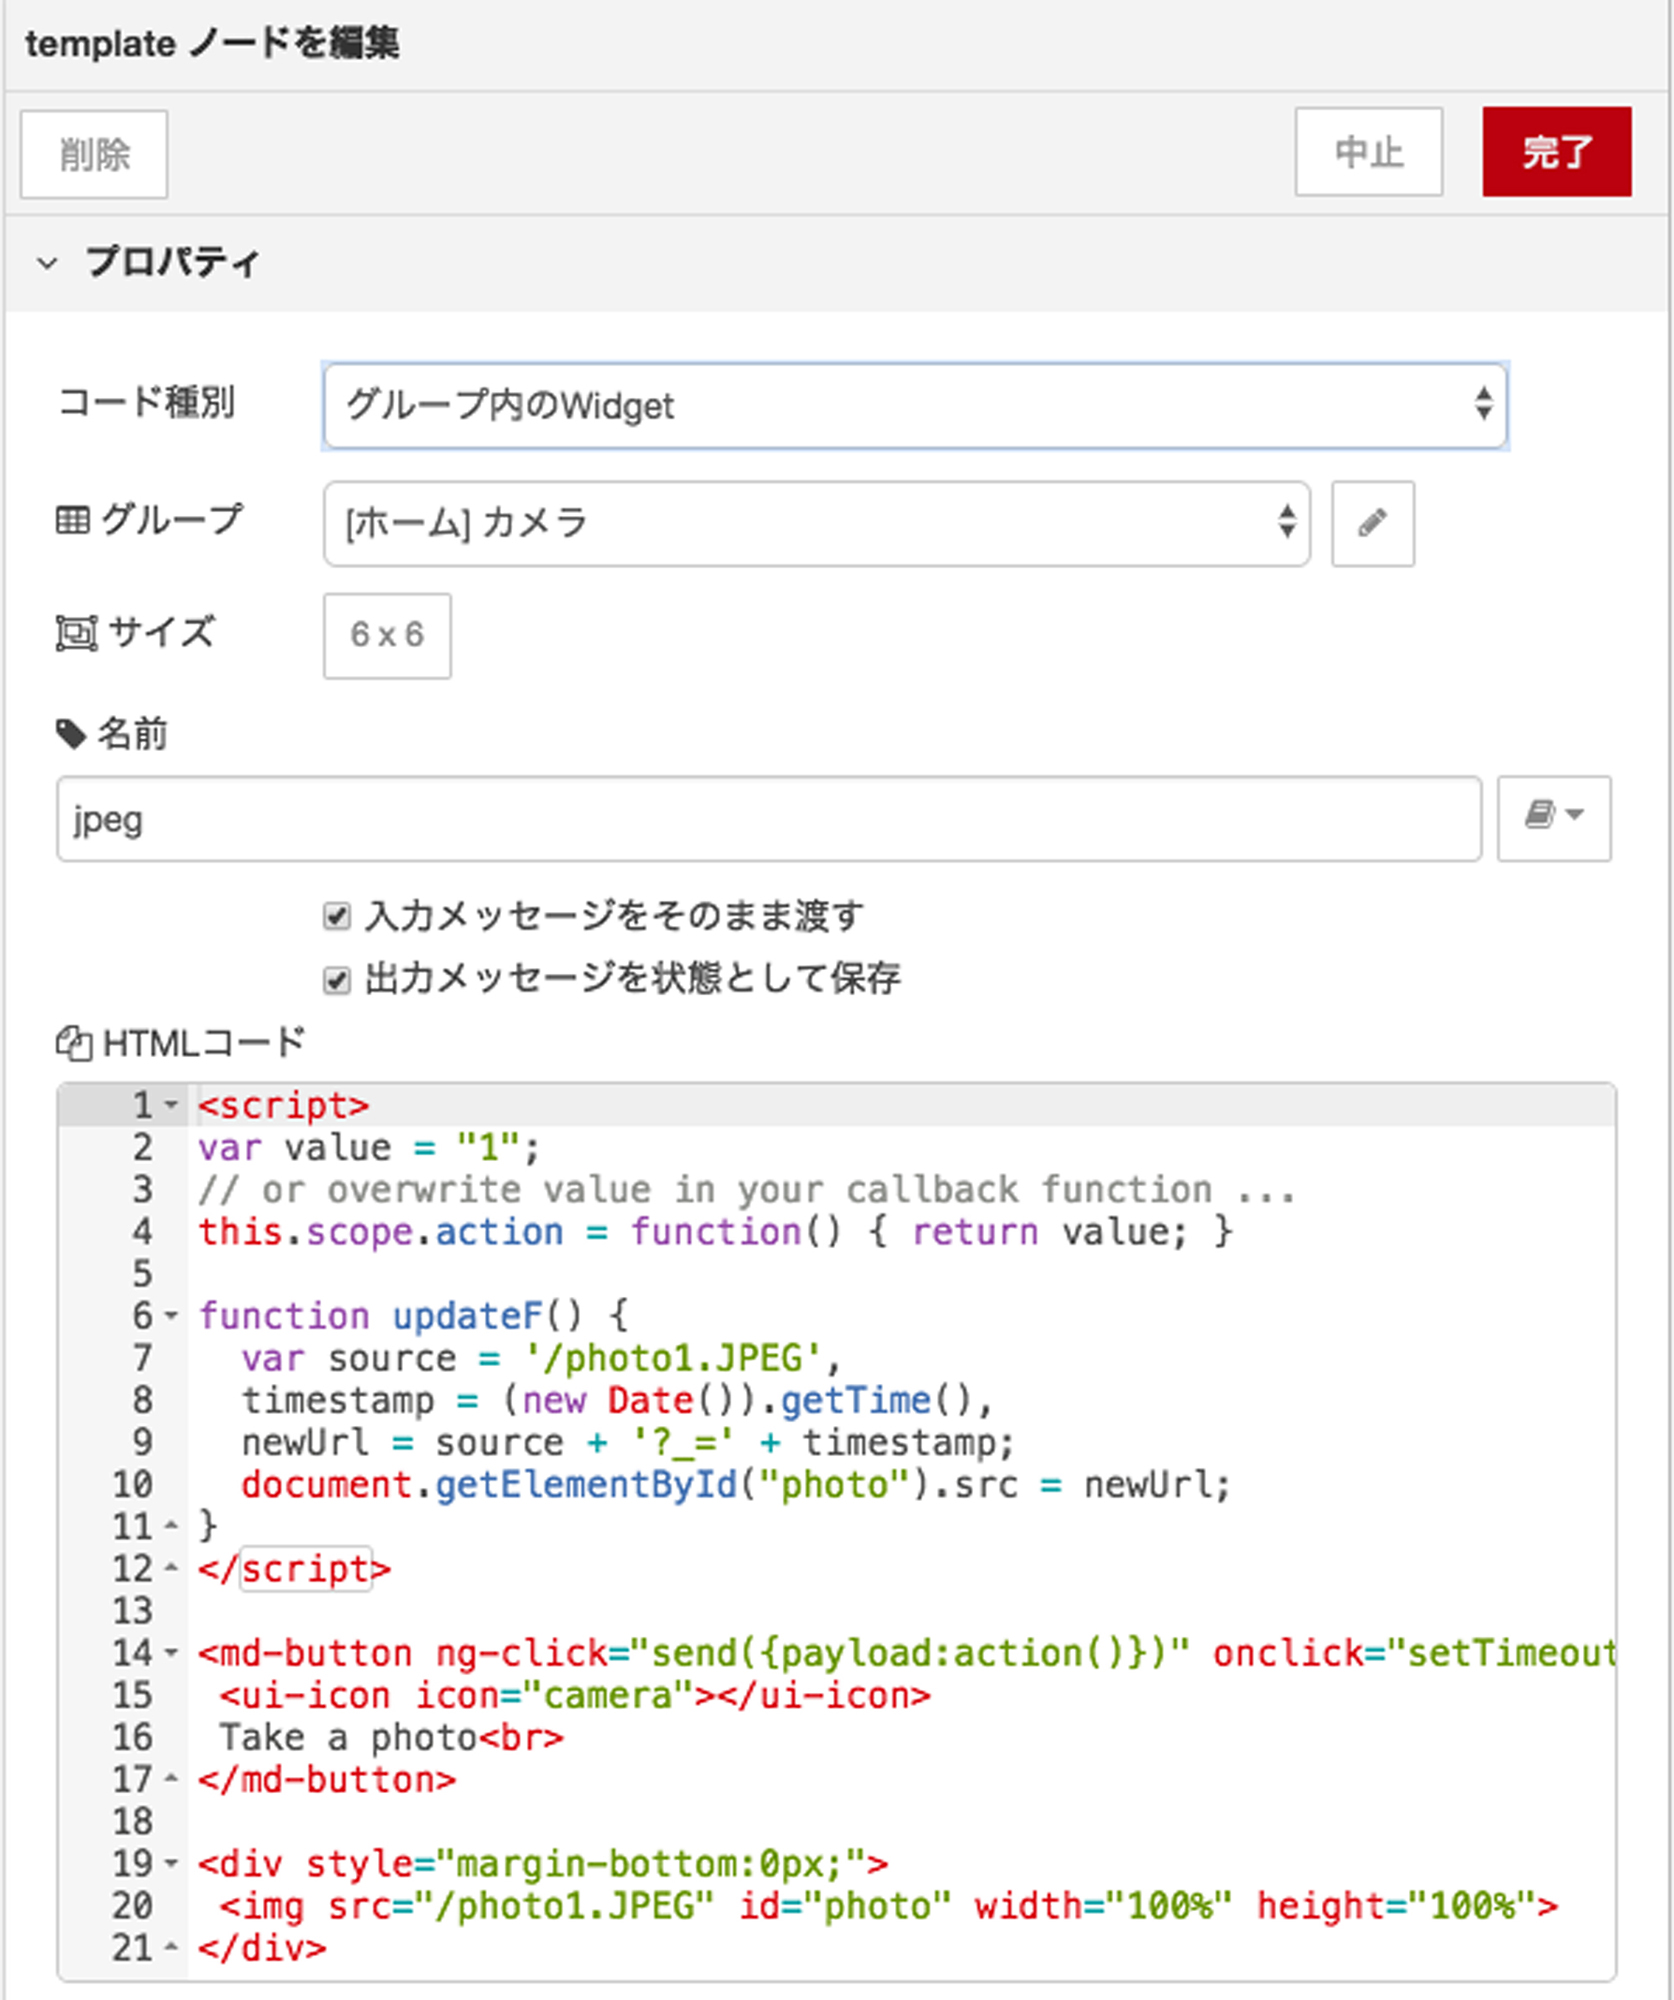 template ノードを編集
削除 中止 完了
プロパティ
コード種別 グループ内のWidget
グループ [ホーム] カメラ
サイズ 6 x 6
名前
jpeg
入力メッセージをそのまま渡す
出力メッセージを状態として保存
HTMLコード
1 <script>
2 var value = "1";
3 // or overwrite value in your callback function ...
4 this.scope.action = function() { return value; }
5
6 function updateF() {
7   var source = '/photo1.JPEG',
8   timestamp = (new Date()).getTime(),
9   newUrl = source + '?_=' + timestamp;
10   document.getElementById("photo").src = newUrl;
11 }
12 </script>
13
14 <md-button ng-click="send({payload:action()})" onclick="setTimeout
15  <ui-icon icon="camera"></ui-icon>
16  Take a photo<br>
17 </md-button>
18
19 <div style="margin-bottom:0px;">
20  <img src="/photo1.JPEG" id="photo" width="100%" height="100%">
21 </div>